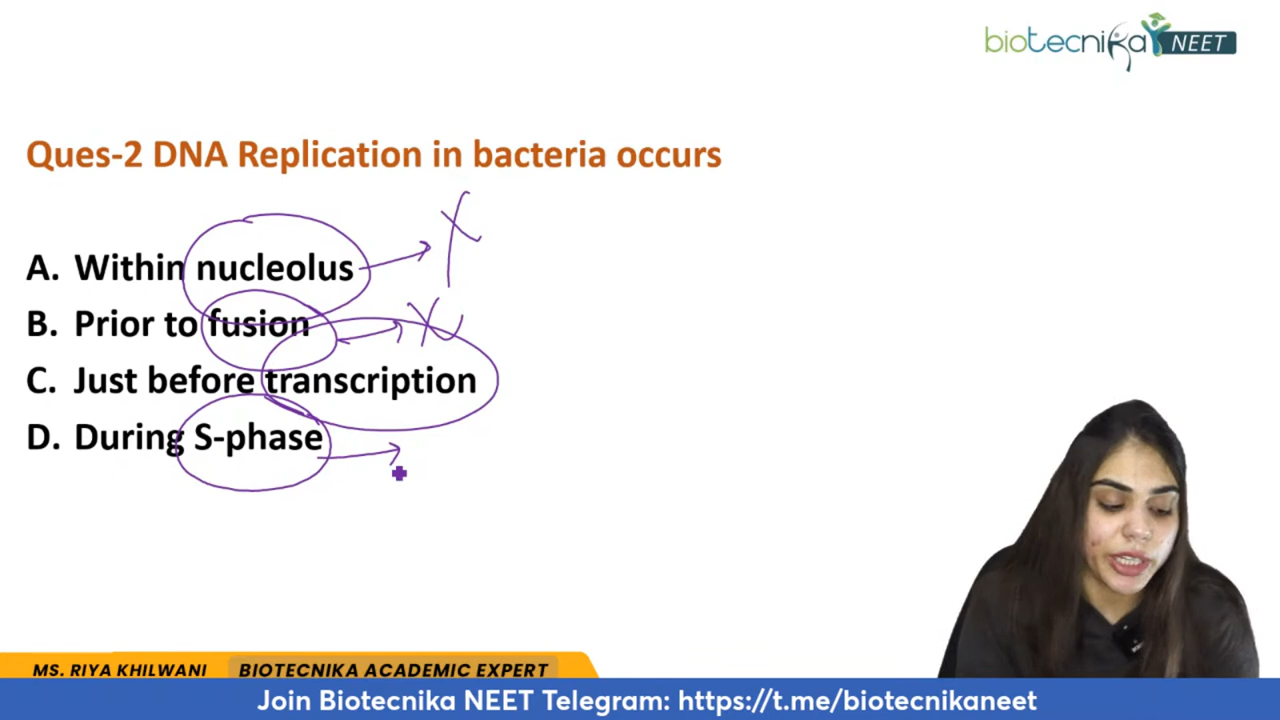 biotecnika NEET
Ques-2 DNA Replication in bacteria occurs
A. Within nucleolus
B. Prior to fusion
C. Just before transcription
D. During S-phase
MS. RIYA KHILWANI BIOTECNIKA ACADEMIC EXPERT
Join Biotecnika NEET Telegram: https://t.me/biotecnikaneet